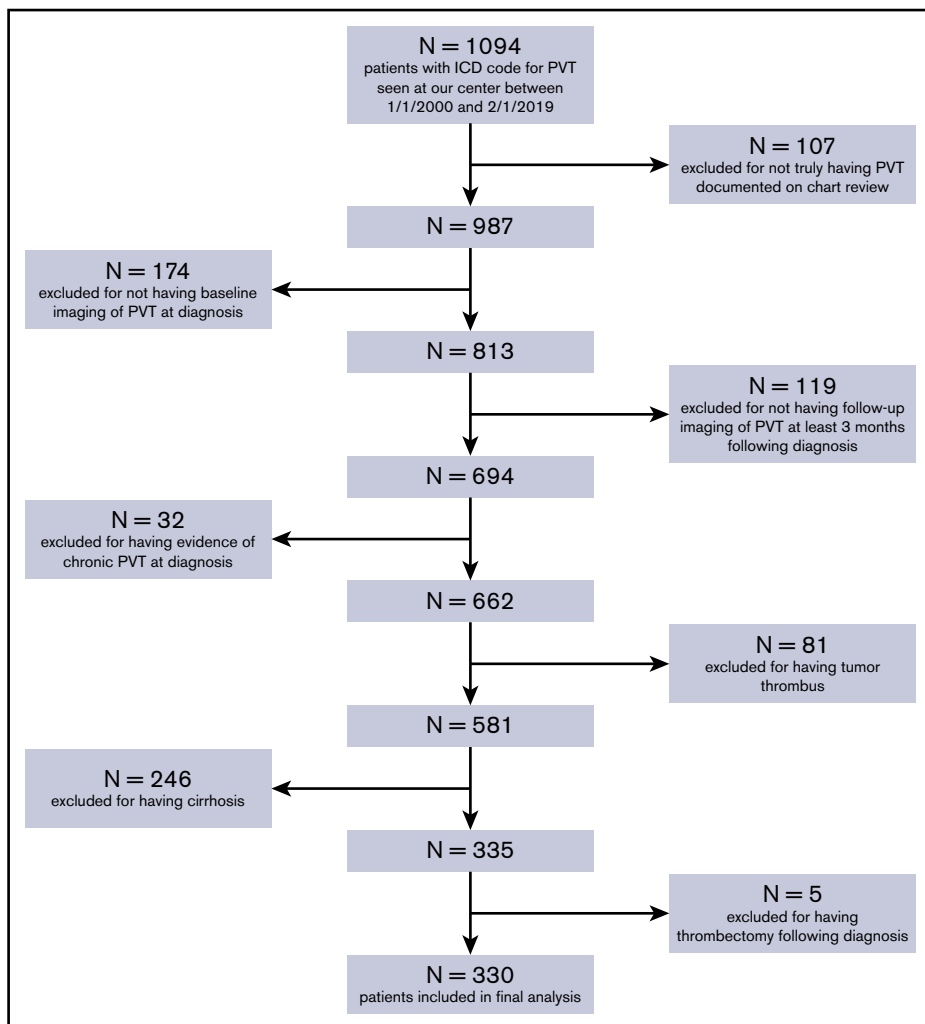 N = 1094
patients with ICD code for PVT
seen at our center between
1/1/2000 and 2/1/2019
N = 107
excluded for not truly having PVT
documented on chart review
N = 987
N = 174
excluded for not having baseline
imaging of PVT at diagnosis
N = 813
N = 119
excluded for not having follow-up
imaging of PVT at least 3 months
following diagnosis
N = 694
N = 32
excluded for having evidence of
chronic PVT at diagnosis
N = 662
N = 81
excluded for having tumor
thrombus
N = 581
N = 246
excluded for having cirrhosis
N = 335
N = 5
excluded for having
thrombectomy following diagnosis
N = 330
patients included in final analysis